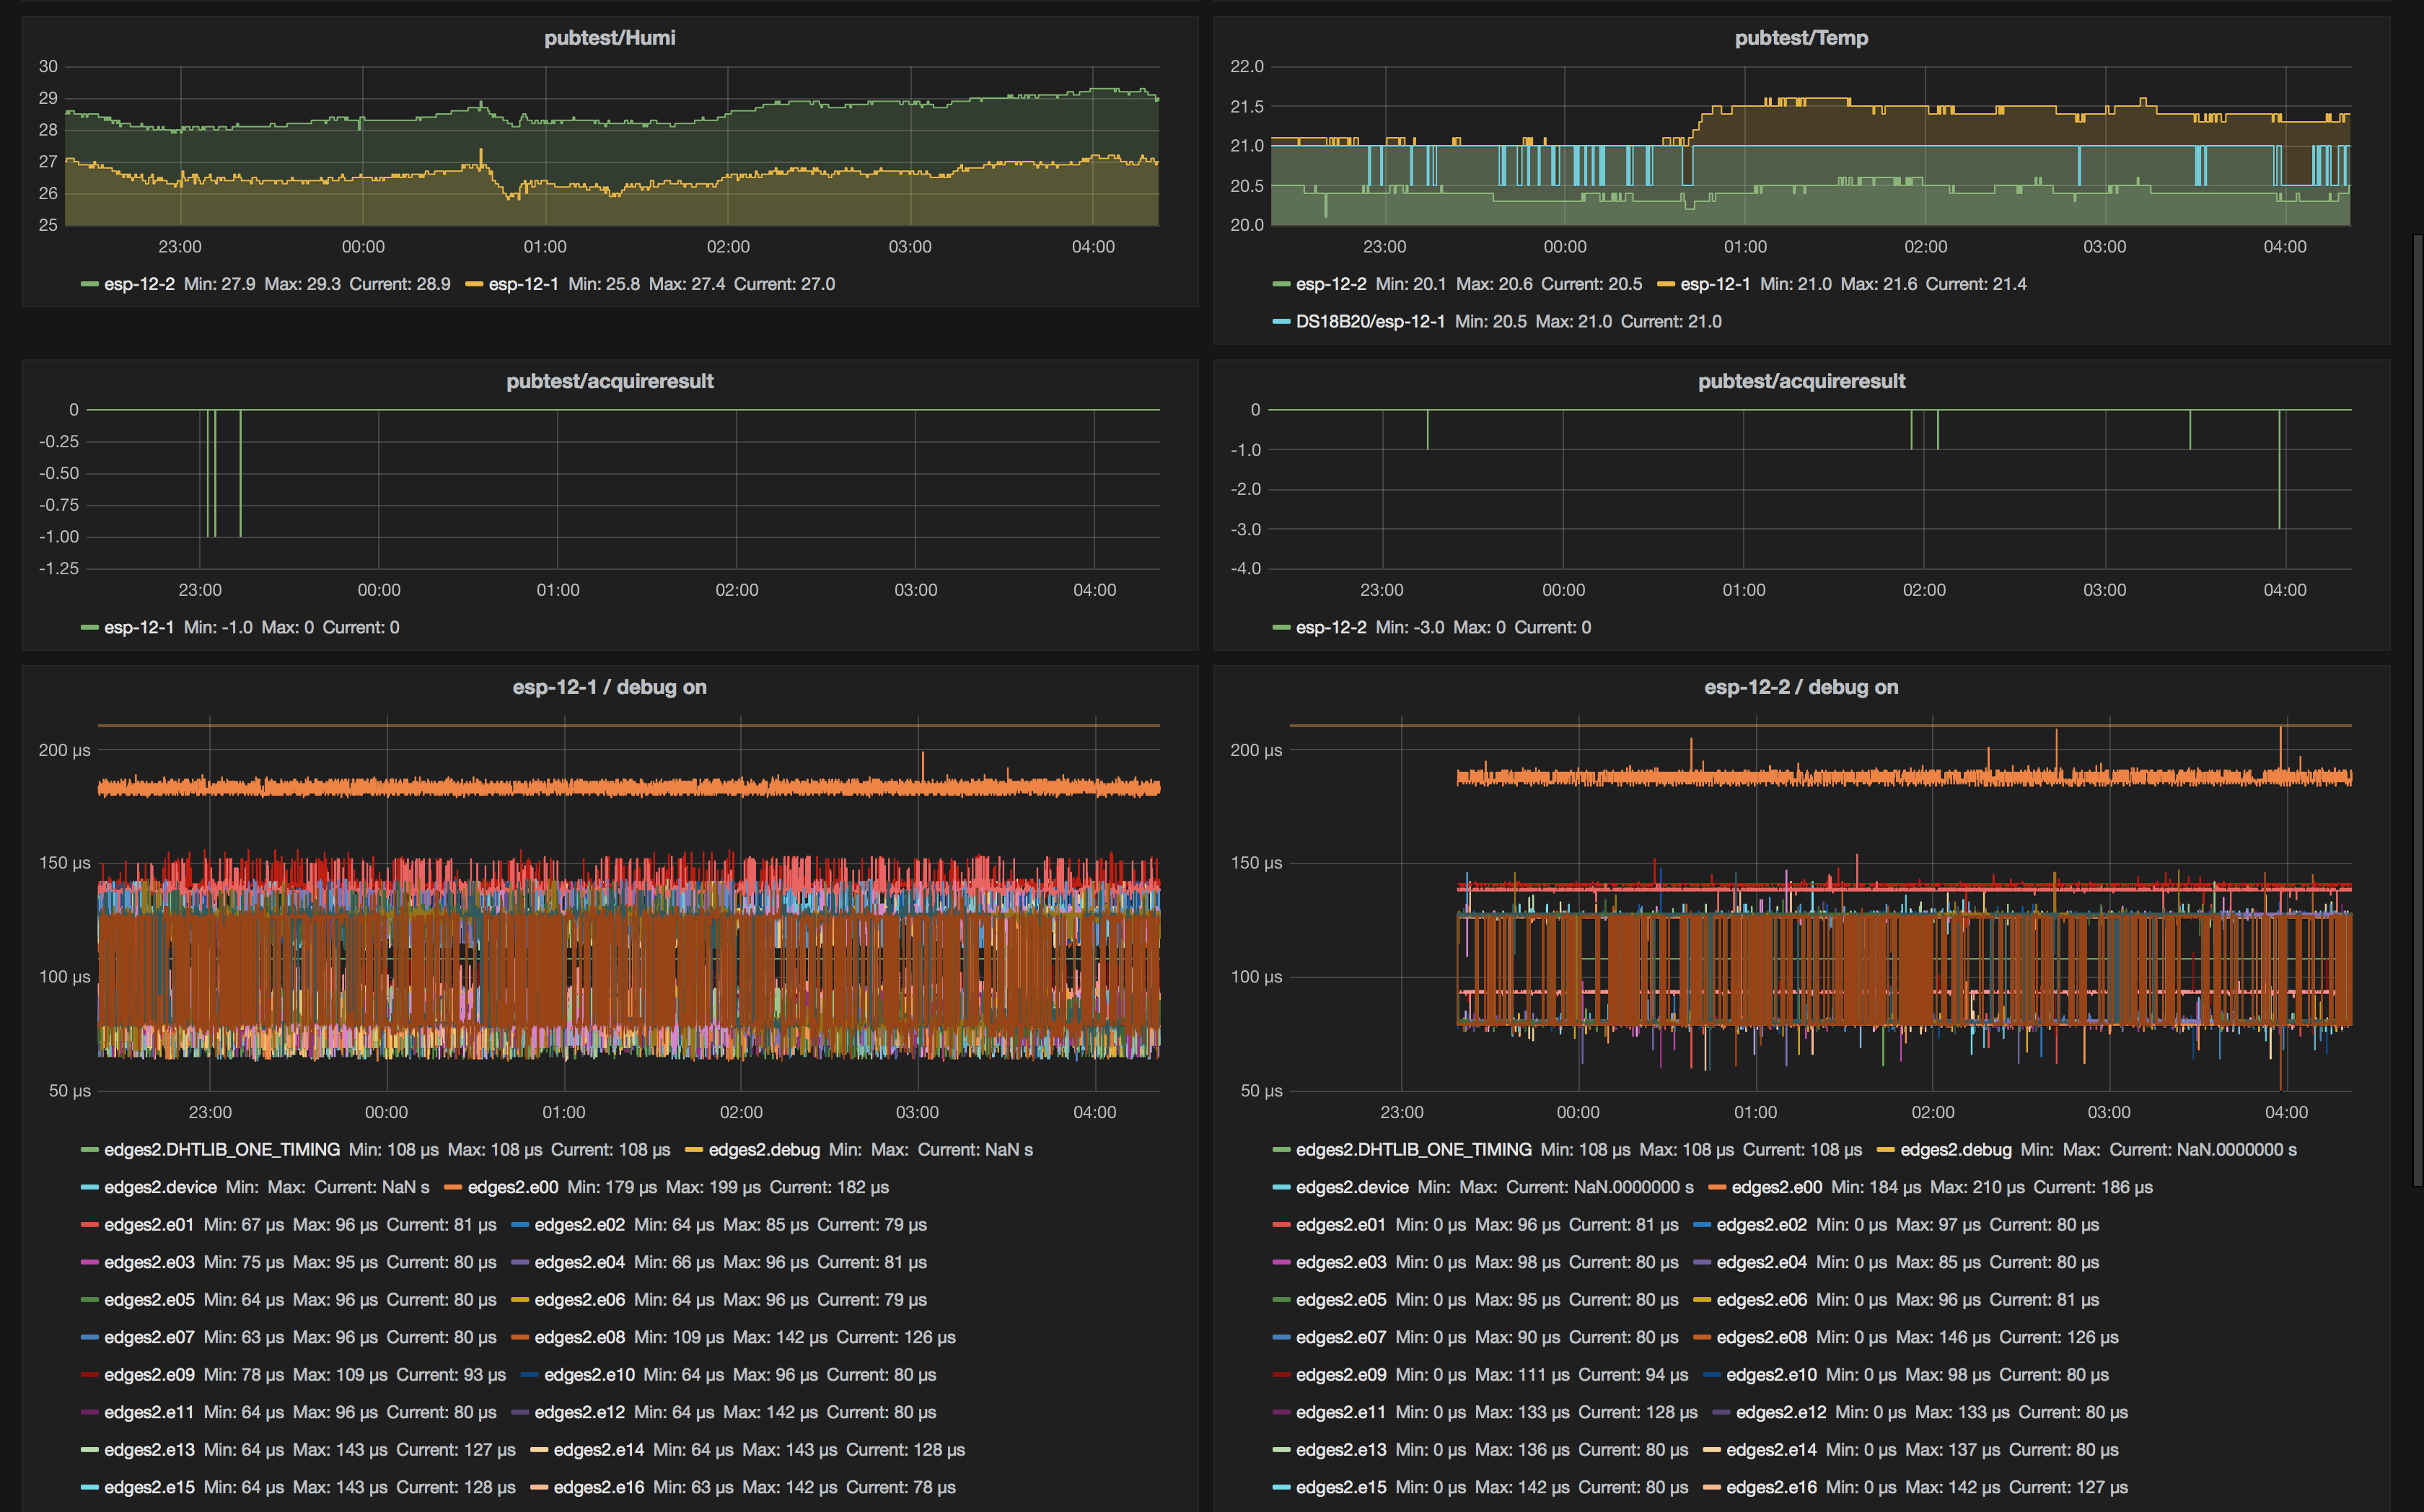 pubtest/Humi
30
29
28
27
26
25
23:00 00:00 01:00 02:00 03:00 04:00
esp-12-2 Min: 27.9 Max: 29.3 Current: 28.9 esp-12-1 Min: 25.8 Max: 27.4 Current: 27.0
pubtest/Temp
22.0
21.5
21.0
20.5
20.0
23:00 00:00 01:00 02:00 03:00 04:00
esp-12-2 Min: 20.1 Max: 20.6 Current: 20.5 esp-12-1 Min: 21.0 Max: 21.6 Current: 21.4
DS18B20/esp-12-1 Min: 20.5 Max: 21.0 Current: 21.0
pubtest/acquireresult
0
-0.25
-0.50
-0.75
-1.00
-1.25
23:00 00:00 01:00 02:00 03:00 04:00
esp-12-1 Min: -1.0 Max: 0 Current: 0
pubtest/acquireresult
0
-1.0
-2.0
-3.0
-4.0
23:00 00:00 01:00 02:00 03:00 04:00
esp-12-2 Min: -3.0 Max: 0 Current: 0
esp-12-1 / debug on
200 µs
150 µs
100 µs
50 µs
23:00 00:00 01:00 02:00 03:00 04:00
edges2.DHTLIB_ONE_TIMING Min: 108 µs Max: 108 µs Current: 108 µs edges2.debug Min: Max: Current: NaN s
edges2.device Min: Max: Current: NaN s edges2.e00 Min: 179 µs Max: 199 µs Current: 182 µs
edges2.e01 Min: 67 µs Max: 96 µs Current: 81 µs edges2.e02 Min: 64 µs Max: 85 µs Current: 79 µs
edges2.e03 Min: 75 µs Max: 95 µs Current: 80 µs edges2.e04 Min: 66 µs Max: 96 µs Current: 81 µs
edges2.e05 Min: 64 µs Max: 96 µs Current: 80 µs edges2.e06 Min: 64 µs Max: 96 µs Current: 79 µs
edges2.e07 Min: 63 µs Max: 96 µs Current: 80 µs edges2.e08 Min: 109 µs Max: 142 µs Current: 126 µs
edges2.e09 Min: 78 µs Max: 109 µs Current: 93 µs edges2.e10 Min: 64 µs Max: 96 µs Current: 80 µs
edges2.e11 Min: 64 µs Max: 96 µs Current: 80 µs edges2.e12 Min: 64 µs Max: 142 µs Current: 80 µs
edges2.e13 Min: 64 µs Max: 143 µs Current: 127 µs edges2.e14 Min: 64 µs Max: 143 µs Current: 128 µs
edges2.e15 Min: 64 µs Max: 143 µs Current: 128 µs edges2.e16 Min: 63 µs Max: 142 µs Current: 78 µs
esp-12-2 / debug on
200 µs
150 µs
100 µs
50 µs
23:00 00:00 01:00 02:00 03:00 04:00
edges2.DHTLIB_ONE_TIMING Min: 108 µs Max: 108 µs Current: 108 µs edges2.debug Min: Max: Current: NaN.0000000 s
edges2.device Min: Max: Current: NaN.0000000 s edges2.e00 Min: 184 µs Max: 210 µs Current: 186 µs
edges2.e01 Min: 0 µs Max: 96 µs Current: 81 µs edges2.e02 Min: 0 µs Max: 97 µs Current: 80 µs
edges2.e03 Min: 0 µs Max: 98 µs Current: 80 µs edges2.e04 Min: 0 µs Max: 85 µs Current: 80 µs
edges2.e05 Min: 0 µs Max: 95 µs Current: 80 µs edges2.e06 Min: 0 µs Max: 96 µs Current: 81 µs
edges2.e07 Min: 0 µs Max: 90 µs Current: 80 µs edges2.e08 Min: 0 µs Max: 146 µs Current: 126 µs
edges2.e09 Min: 0 µs Max: 111 µs Current: 94 µs edges2.e10 Min: 0 µs Max: 98 µs Current: 80 µs
edges2.e11 Min: 0 µs Max: 133 µs Current: 128 µs edges2.e12 Min: 0 µs Max: 133 µs Current: 80 µs
edges2.e13 Min: 0 µs Max: 136 µs Current: 80 µs edges2.e14 Min: 0 µs Max: 137 µs Current: 80 µs
edges2.e15 Min: 0 µs Max: 142 µs Current: 80 µs edges2.e16 Min: 0 µs Max: 142 µs Current: 127 µs